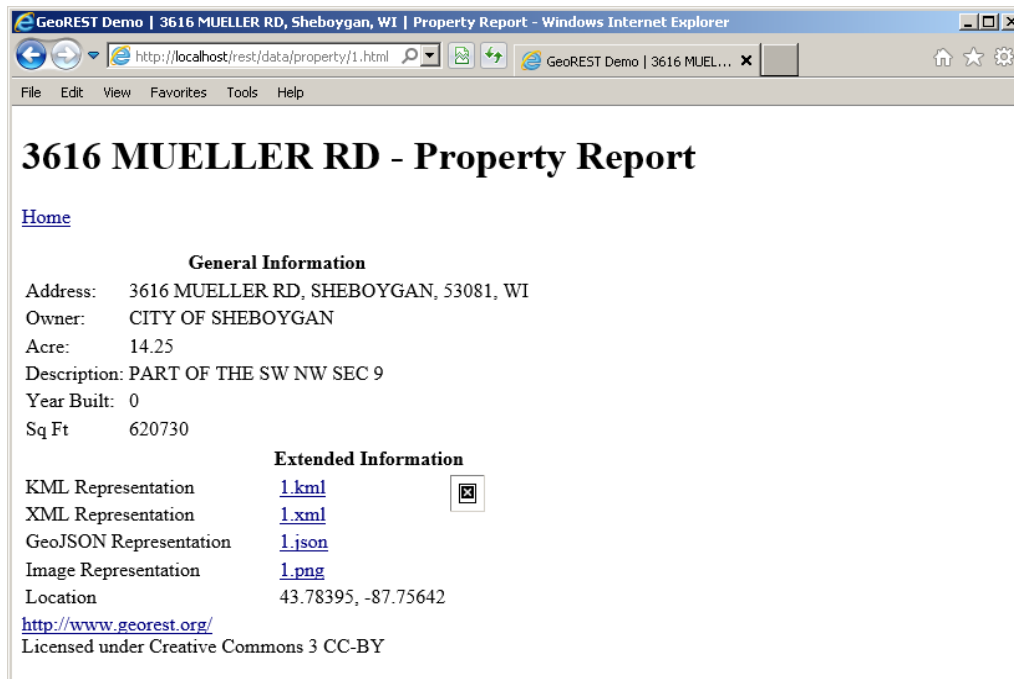 GeoREST Demo | 3616 MUELLER RD, Sheboygan, WI | Property Report - Windows Internet Explorer
http://localhost/rest/data/property/1.html
GeoREST Demo | 3616 MUEL...
File Edit View Favorites Tools Help
3616 MUELLER RD - Property Report
Home
General Information
Address: 3616 MUELLER RD, SHEBOYGAN, 53081, WI
Owner: CITY OF SHEBOYGAN
Acre: 14.25
Description: PART OF THE SW NW SEC 9
Year Built: 0
Sq Ft 620730
Extended Information
KML Representation 1.kml
XML Representation 1.xml
GeoJSON Representation 1.json
Image Representation 1.png
Location 43.78395, -87.75642
http://www.georest.org/
Licensed under Creative Commons 3 CC-BY